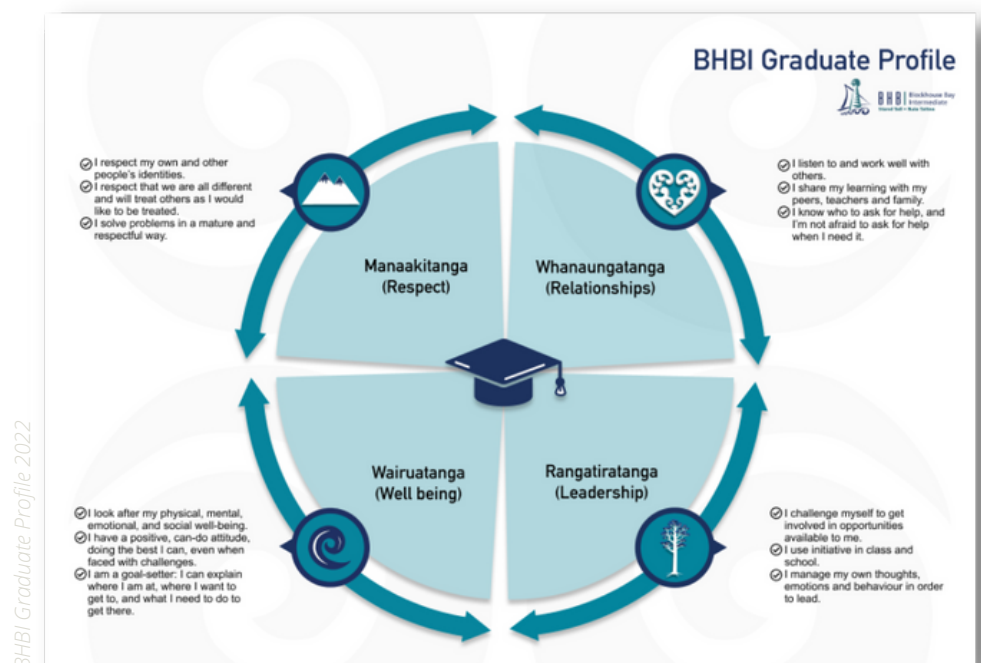 BHBI Graduate Profile
BHBI
Blockhouse Bay
Intermediate
I respect my own and other
people's identities.
I respect that we are all different
and will treat others as I would
like to be treated.
I solve problems in a mature and
respectful way.
I listen to and work well with
others.
I share my learning with my
peers, teachers and family.
I know who to ask for help, and
I'm not afraid to ask for help
when I need it.
Manaakitanga
(Respect)
Whanaungatanga
(Relationships)
Wairuatanga
(Well being)
Rangatiratanga
(Leadership)
I look after my physical, mental,
emotional, and social well-being.
I have a positive, can-do attitude,
doing the best I can, even when
faced with challenges.
I am a goal-setter: I can explain
where I am at, where I want to
get to, and what I need to do to
get there.
I challenge myself to get
involved in opportunities
available to me.
I use initiative in class and
school.
I manage my own thoughts,
emotions and behaviour in order
to lead.
BHBI Graduate Profile 2022